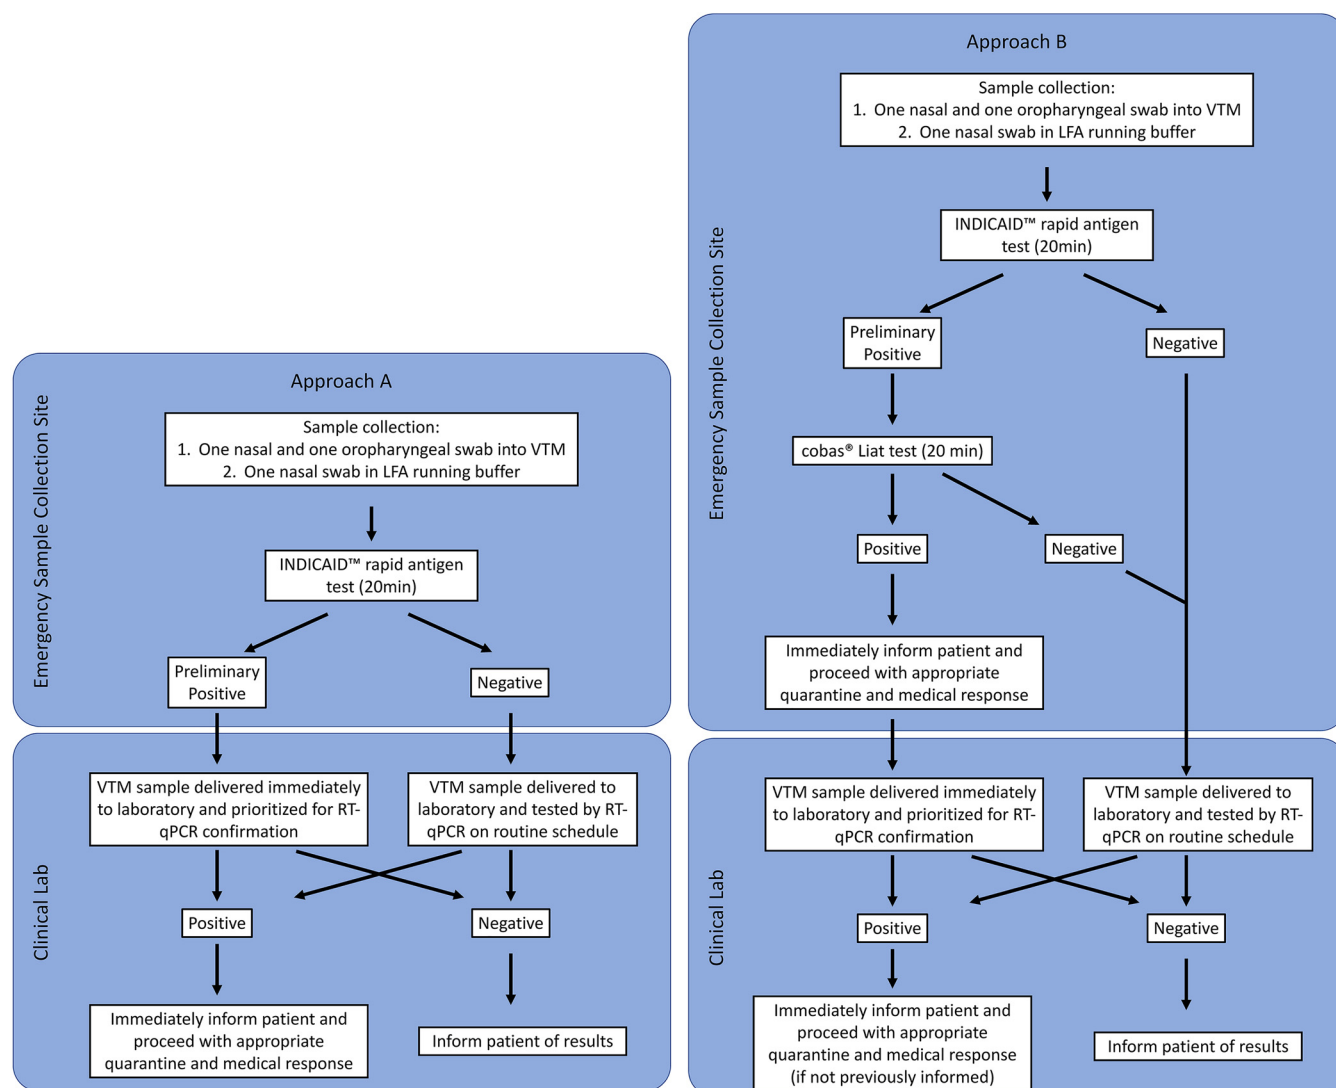 Approach A
Emergency Sample Collection Site
Sample collection:
1. One nasal and one oropharyngeal swab into VTM
2. One nasal swab in LFA running buffer
INDICAID™ rapid antigen
test (20min)
Preliminary
Positive
Negative
Clinical Lab
VTM sample delivered immediately
to laboratory and prioritized for RT-
qPCR confirmation
VTM sample delivered to
laboratory and tested by RT-
qPCR on routine schedule
Positive
Negative
Immediately inform patient and
proceed with appropriate
quarantine and medical response
Inform patient of results
Approach B
Emergency Sample Collection Site
Sample collection:
1. One nasal and one oropharyngeal swab into VTM
2. One nasal swab in LFA running buffer
INDICAID™ rapid antigen
test (20min)
Preliminary
Positive
Negative
cobas® Liat test (20 min)
Positive
Negative
Immediately inform patient and
proceed with appropriate
quarantine and medical response
Clinical Lab
VTM sample delivered immediately
to laboratory and prioritized for RT-
qPCR confirmation
VTM sample delivered to
laboratory and tested by RT-
qPCR on routine schedule
Positive
Negative
Immediately inform patient and
proceed with appropriate
quarantine and medical response
(if not previously informed)
Inform patient of results